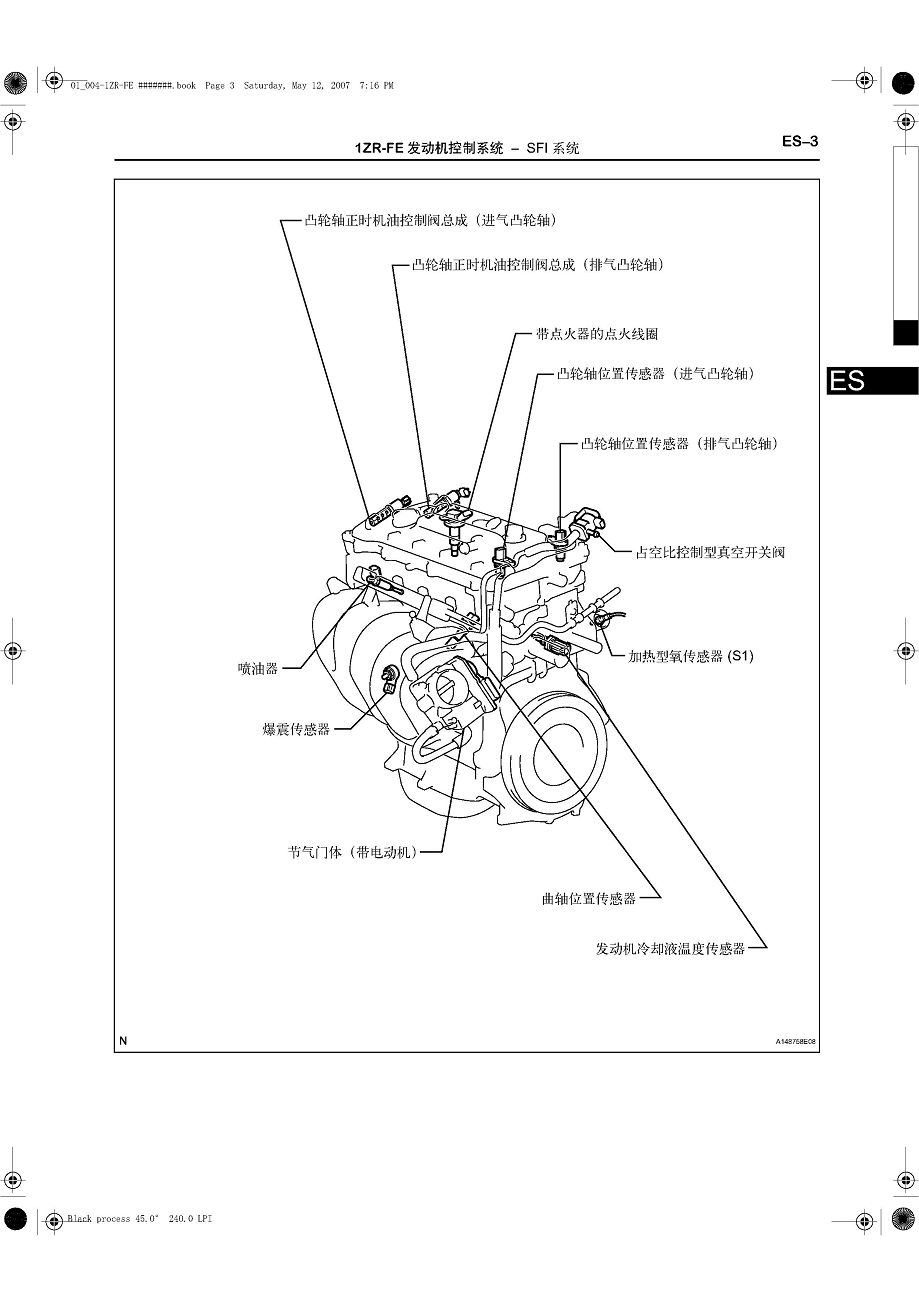 01_004-1ZR-FE #######.book Page 3 Saturday, May 12, 2007 7:16 PM
1ZR-FE 发动机控制系统 – SFI 系统
ES–3
凸轮轴正时机油控制阀总成（进气凸轮轴）
凸轮轴正时机油控制阀总成（排气凸轮轴）
带点火器的点火线圈
凸轮轴位置传感器（进气凸轮轴）
ES
凸轮轴位置传感器（排气凸轮轴）
占空比控制型真空开关阀
加热型氧传感器 (S1)
喷油器
爆震传感器
节气门体（带电动机）
曲轴位置传感器
发动机冷却液温度传感器
N
A148758E08
Black process 45.0° 240.0 LPI